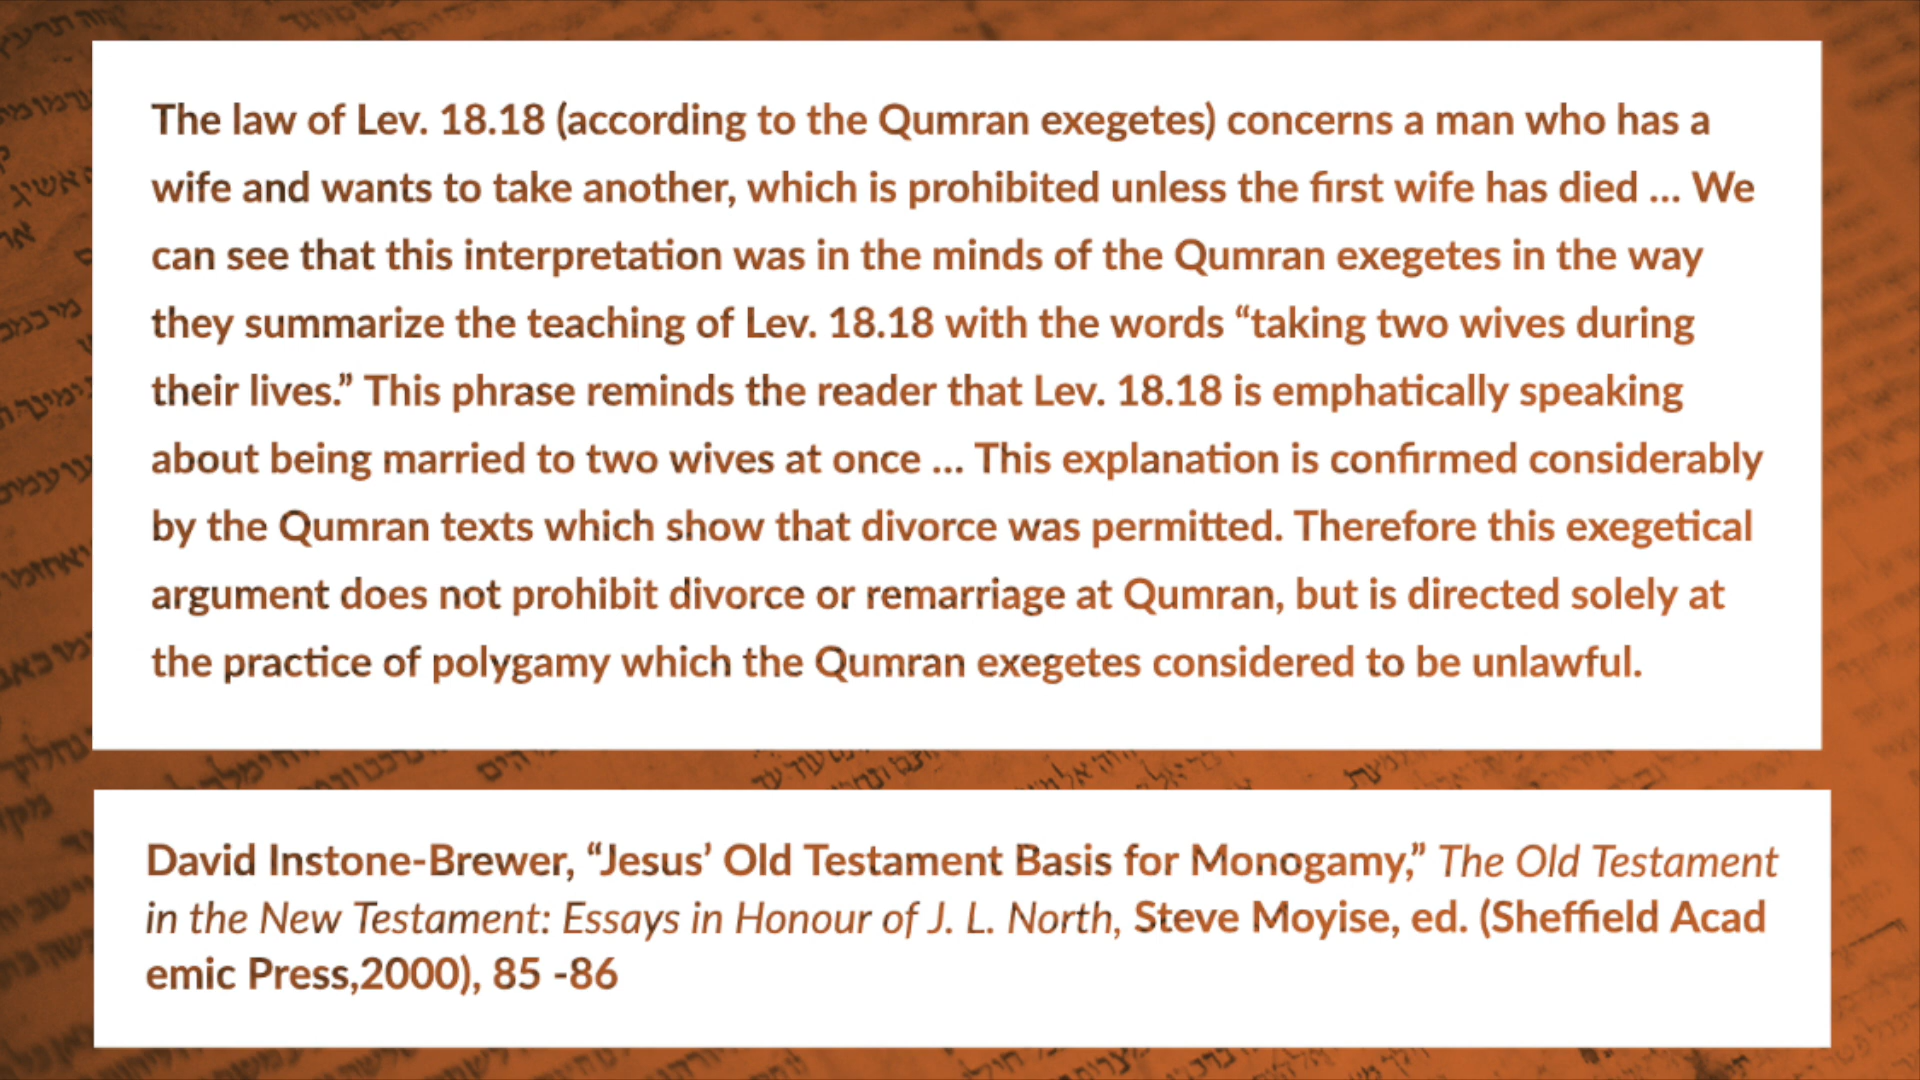 The law of Lev. 18.18 (according to the Qumran exegetes) concerns a man who has a
wife and wants to take another, which is prohibited unless the first wife has died ... We
can see that this interpretation was in the minds of the Qumran exegetes in the way
they summarize the teaching of Lev. 18.18 with the words “taking two wives during
their lives.” This phrase reminds the reader that Lev. 18.18 is emphatically speaking
about being married to two wives at once ... This explanation is confirmed considerably
by the Qumran texts which show that divorce was permitted. Therefore this exegetical
argument does not prohibit divorce or remarriage at Qumran, but is directed solely at
the practice of polygamy which the Qumran exegetes considered to be unlawful.
David Instone-Brewer, “Jesus’ Old Testament Basis for Monogamy,” The Old Testament
in the New Testament: Essays in Honour of J. L. North, Steve Moyise, ed. (Sheffield Acad
emic Press,2000), 85 -86